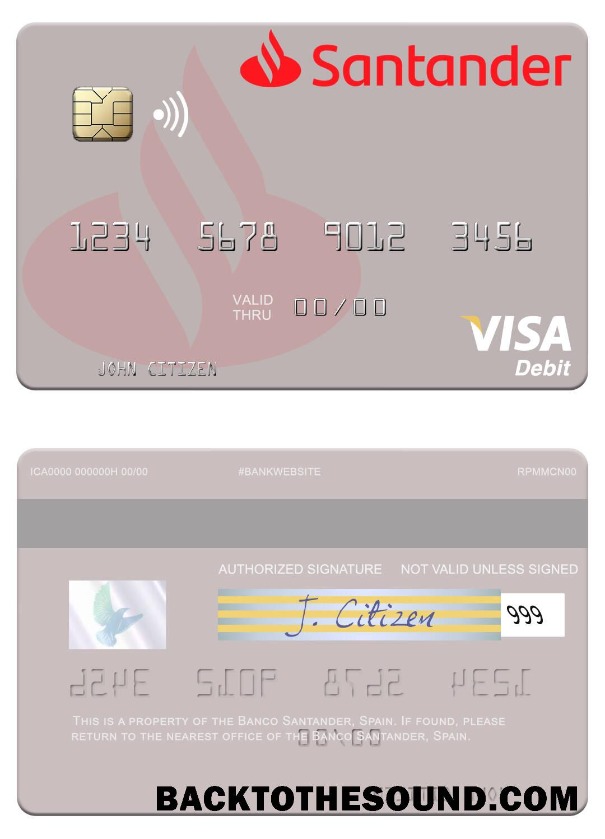 Santander
1234 5678 9012 3456
VALID
THRU 00/00
VISA
Debit
JOHN CITIZEN
ICA0000 000000H 00/00 #BANKWEBSITE RPMMCN00
AUTHORIZED SIGNATURE NOT VALID UNLESS SIGNED
J. Citizen 999
THIS IS A PROPERTY OF THE BANCO SANTANDER, SPAIN. IF FOUND, PLEASE
RETURN TO THE NEAREST OFFICE OF THE BANCO SANTANDER, SPAIN.
BACKTOTHESOUND.COM